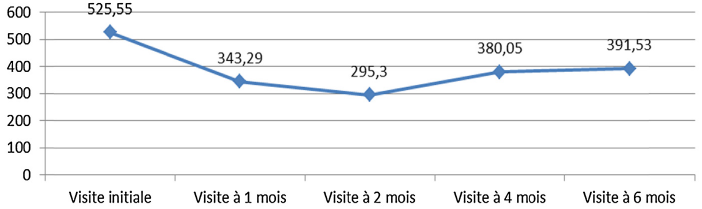 600
500
400
300
200
100
0
525,55
343,29
295,3
380,05
391,53
Visite initiale
Visite à 1 mois
Visite à 2 mois
Visite à 4 mois
Visite à 6 mois